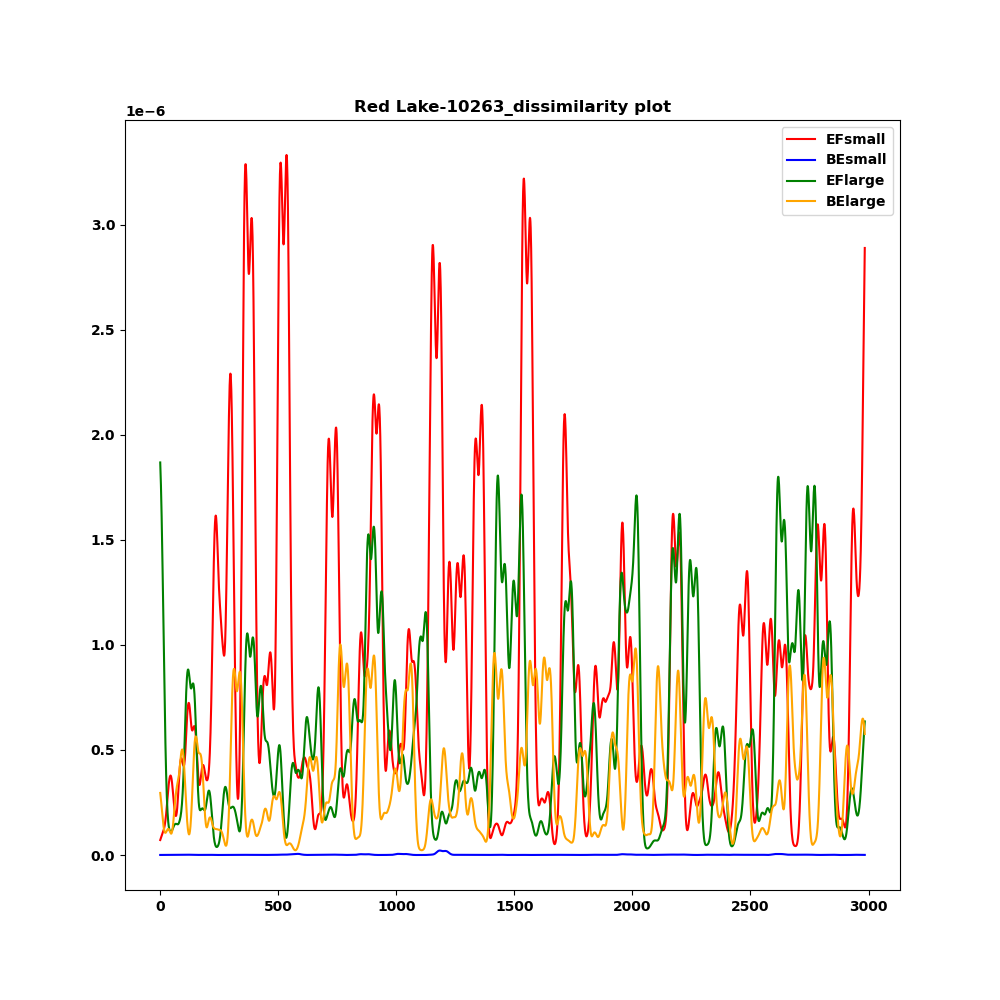 Red Lake-10263_dissimilarity plot
1e−6
EFsmall
BEsmall
EFlarge
BElarge
3.0
2.5
2.0
1.5
1.0
0.5
0.0
0 500 1000 1500 2000 2500 3000